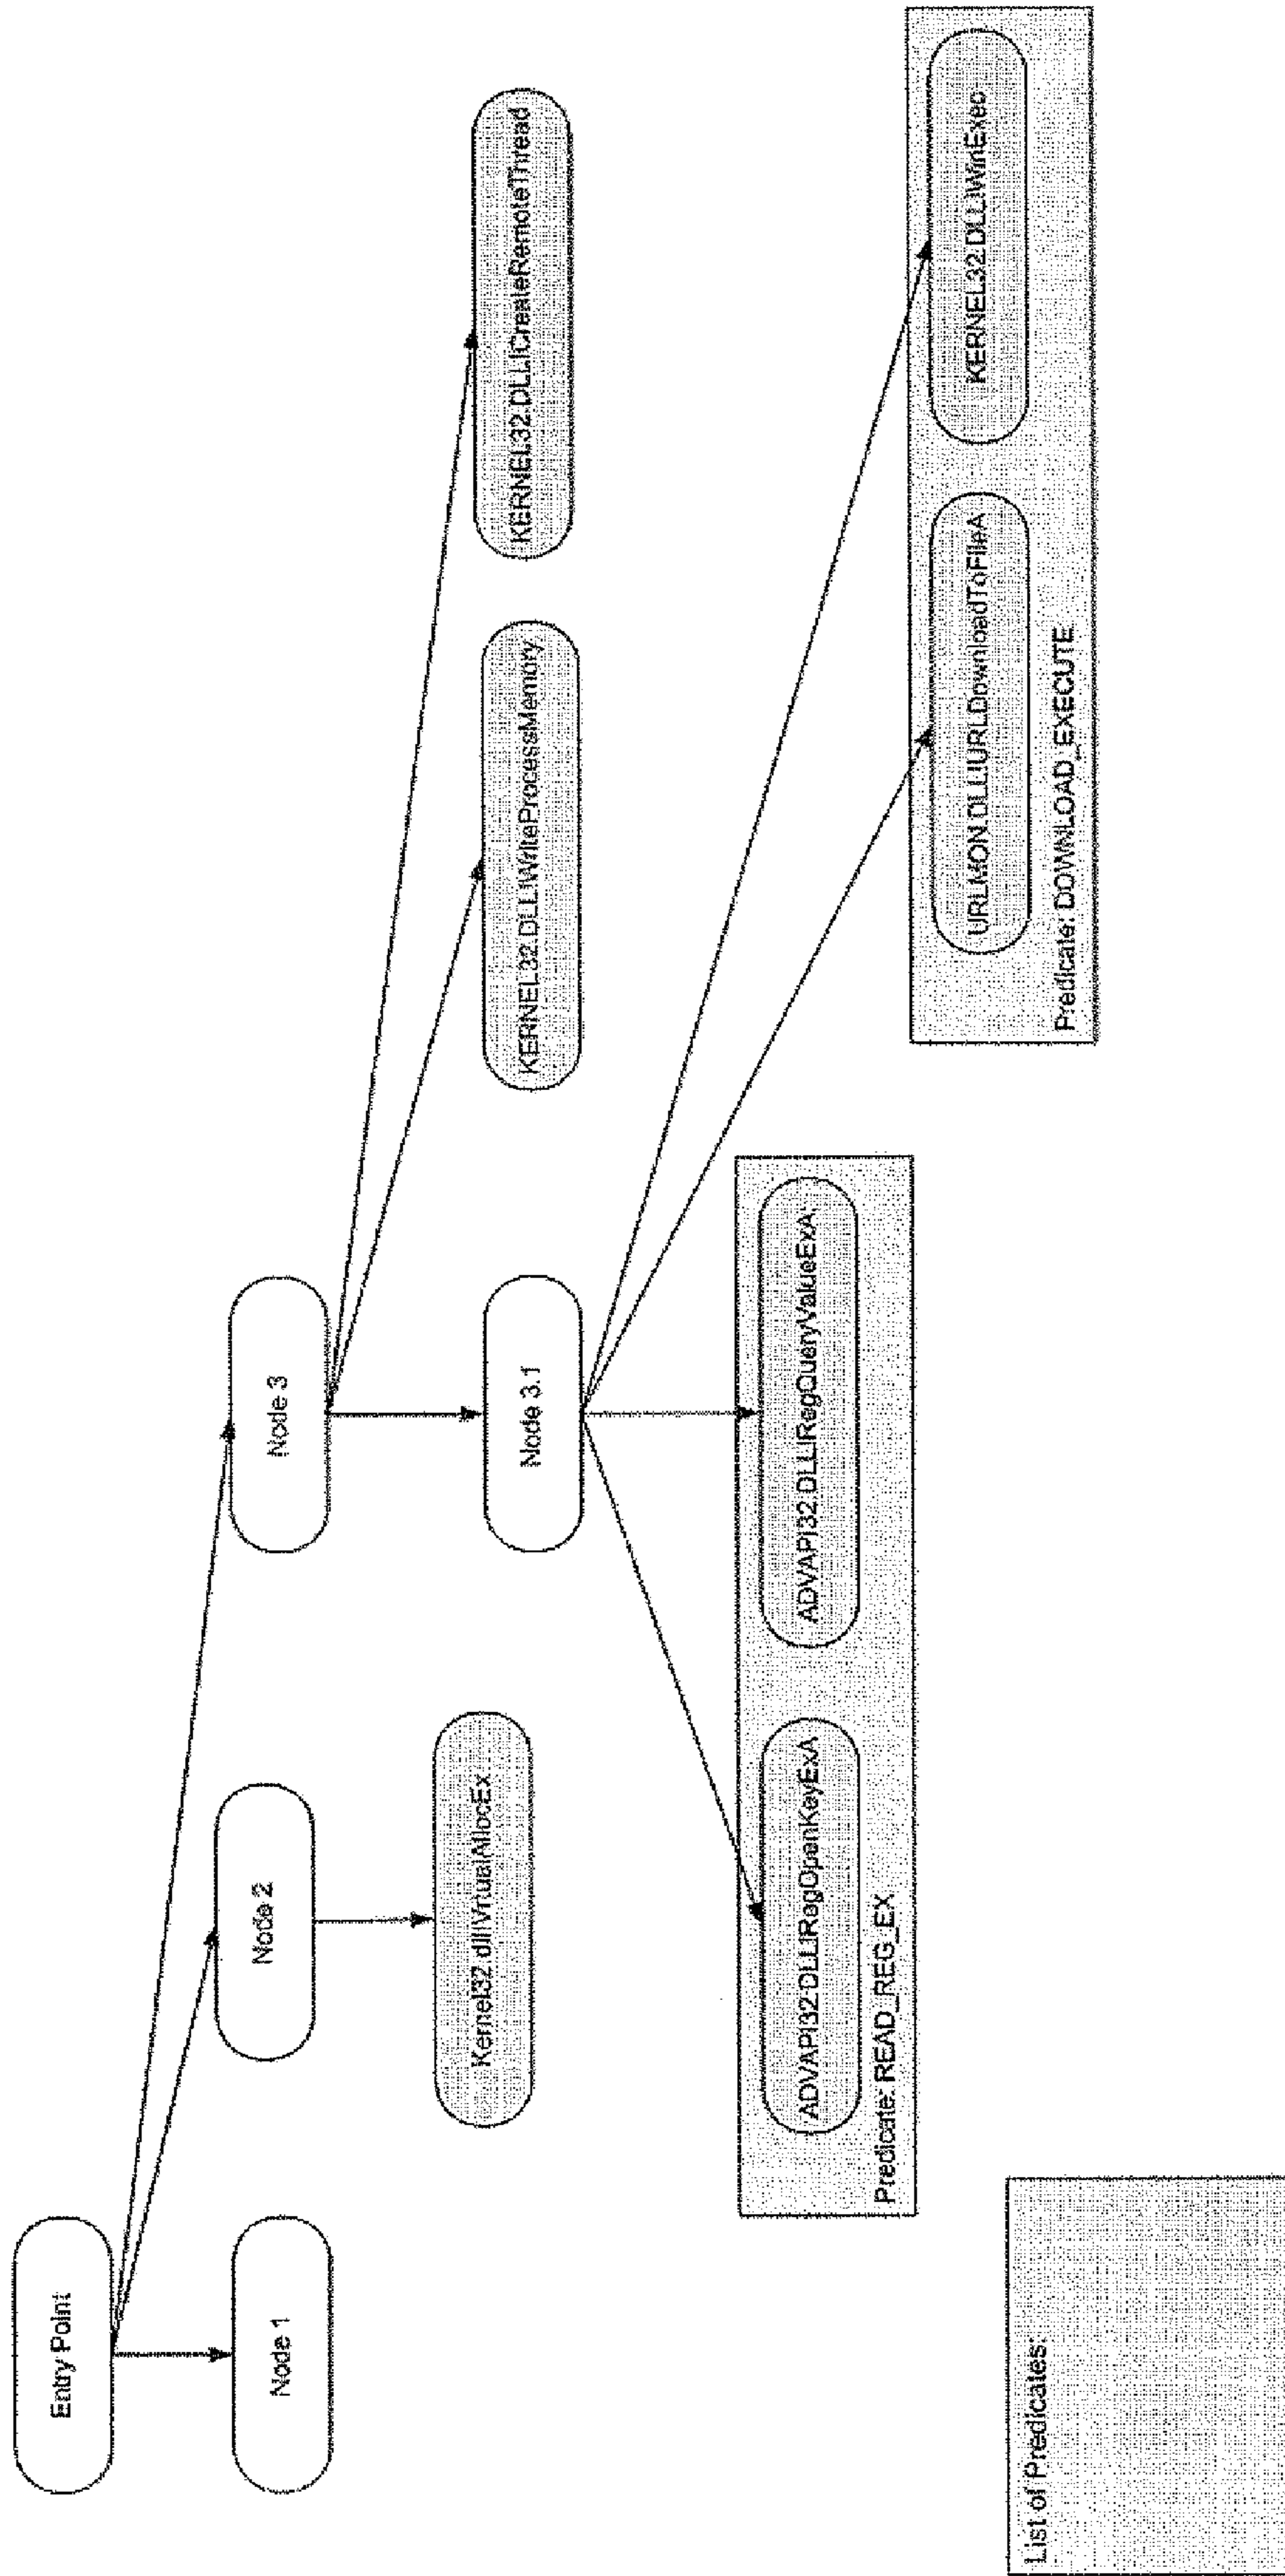 Entry Point
Node 1
Node 2
Node 3
Kernel32.dll!VirtualAllocEx
Node 3.1
KERNEL32.DLL!WriteProcessMemory
KERNEL32.DLL!CreateRemoteThread
ADVAPI32.DLL!RegOpenKeyExA
ADVAPI32.DLL!RegQueryValueExA
Predicate: READ_REG_EX
URLMON.DLL!URLDownloadToFileA
KERNEL32.DLL!WinExec
Predicate: DOWNLOAD_EXECUTE
List of Predicates: